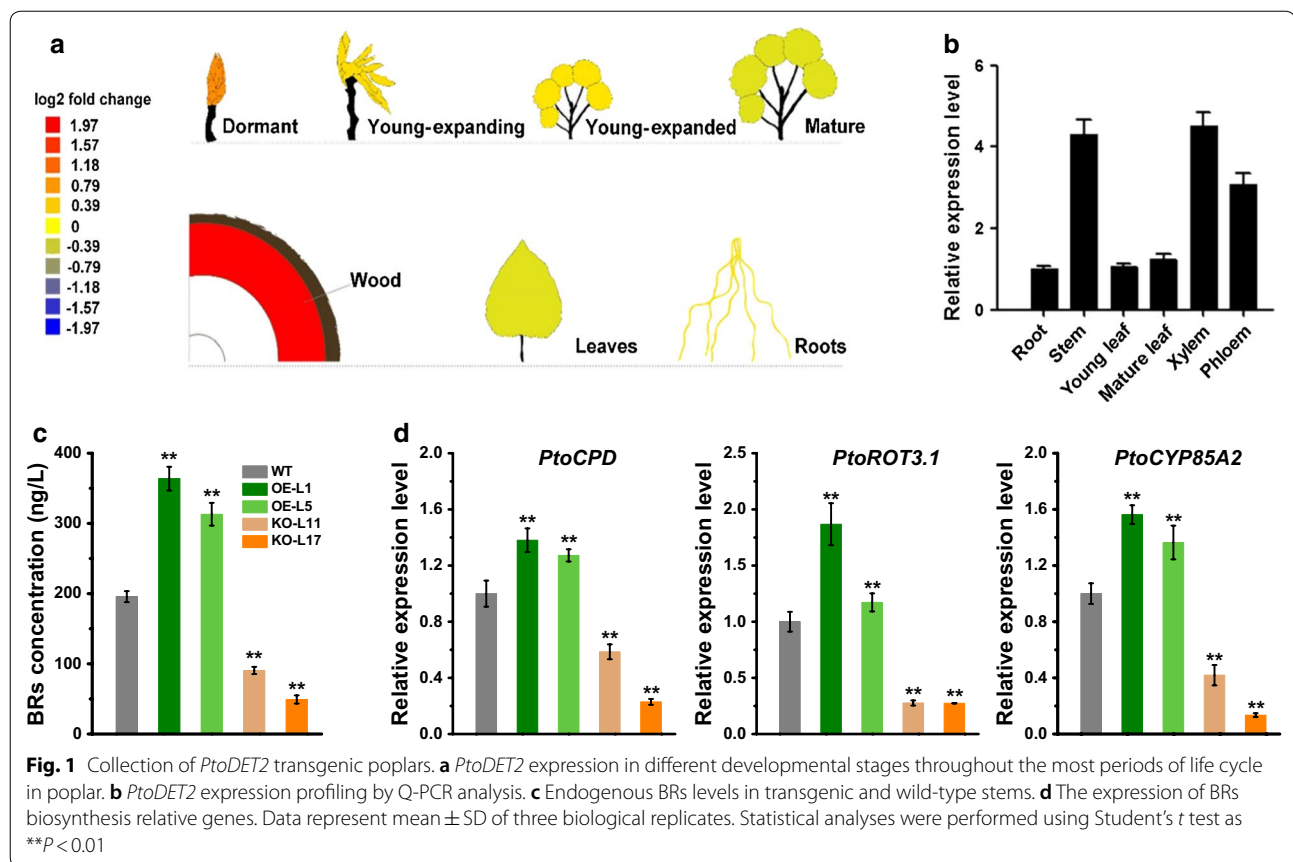 a
log2 fold change
1.97
1.57
1.18
0.79
0.39
0
-0.39
-0.79
-1.18
-1.57
-1.97
Dormant
Young-expanding
Young-expanded
Mature
Wood
Leaves
Roots
b
Relative expression level
6
4
2
0
Root
Stem
Young leaf
Mature leaf
Xylem
Phloem
c
BRs concentration (ng/L)
400
300
200
100
0
**
**
**
**
WT
OE-L1
OE-L5
KO-L11
KO-L17
d
PtoCPD
Relative expression level
2.0
1.6
1.2
0.8
0.4
0.0
**
**
**
**
PtoROT3.1
Relative expression level
2.5
2.0
1.5
1.0
0.4
0.0
**
**
**
**
PtoCYP85A2
Relative expression level
2.0
1.6
1.2
0.8
0.4
0.0
**
**
**
**
Fig. 1 Collection of PtoDET2 transgenic poplars. a PtoDET2 expression in different developmental stages throughout the most periods of life cycle
in poplar. b PtoDET2 expression profiling by Q-PCR analysis. c Endogenous BRs levels in transgenic and wild-type stems. d The expression of BRs
biosynthesis relative genes. Data represent mean ± SD of three biological replicates. Statistical analyses were performed using Student's t test as
**P < 0.01